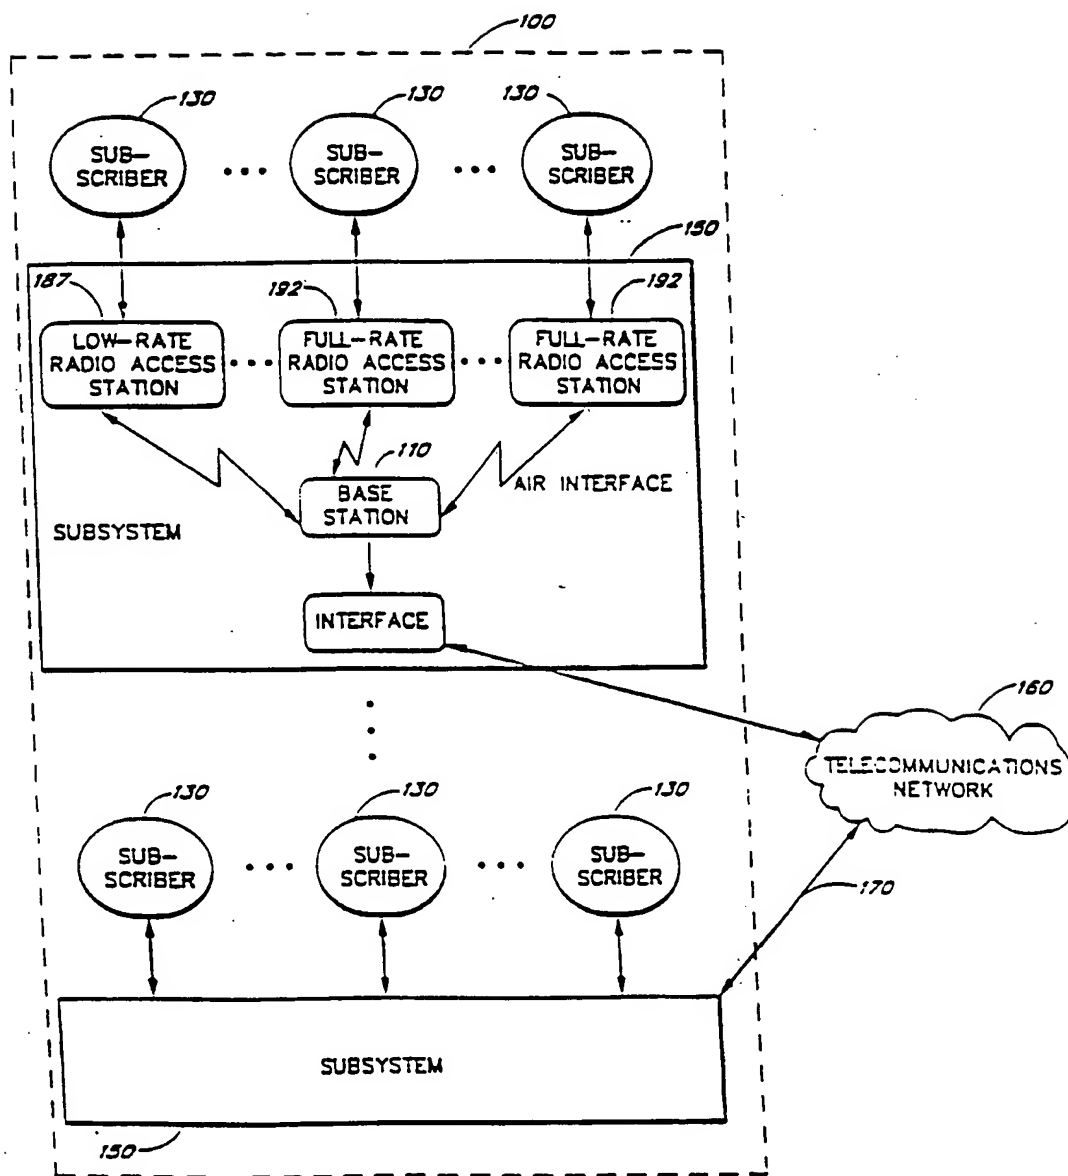 100
130
130
130
SUB-
SCRIBER
SUB-
SCRIBER
SUB-
SCRIBER
150
187
192
192
LOW-RATE
RADIO ACCESS
STATION
FULL-RATE
RADIO ACCESS
STATION
FULL-RATE
RADIO ACCESS
STATION
110
BASE
STATION
AIR INTERFACE
SUBSYSTEM
INTERFACE
160
TELECOMMUNICATIONS
NETWORK
130
130
130
SUB-
SCRIBER
SUB-
SCRIBER
SUB-
SCRIBER
170
SUBSYSTEM
150